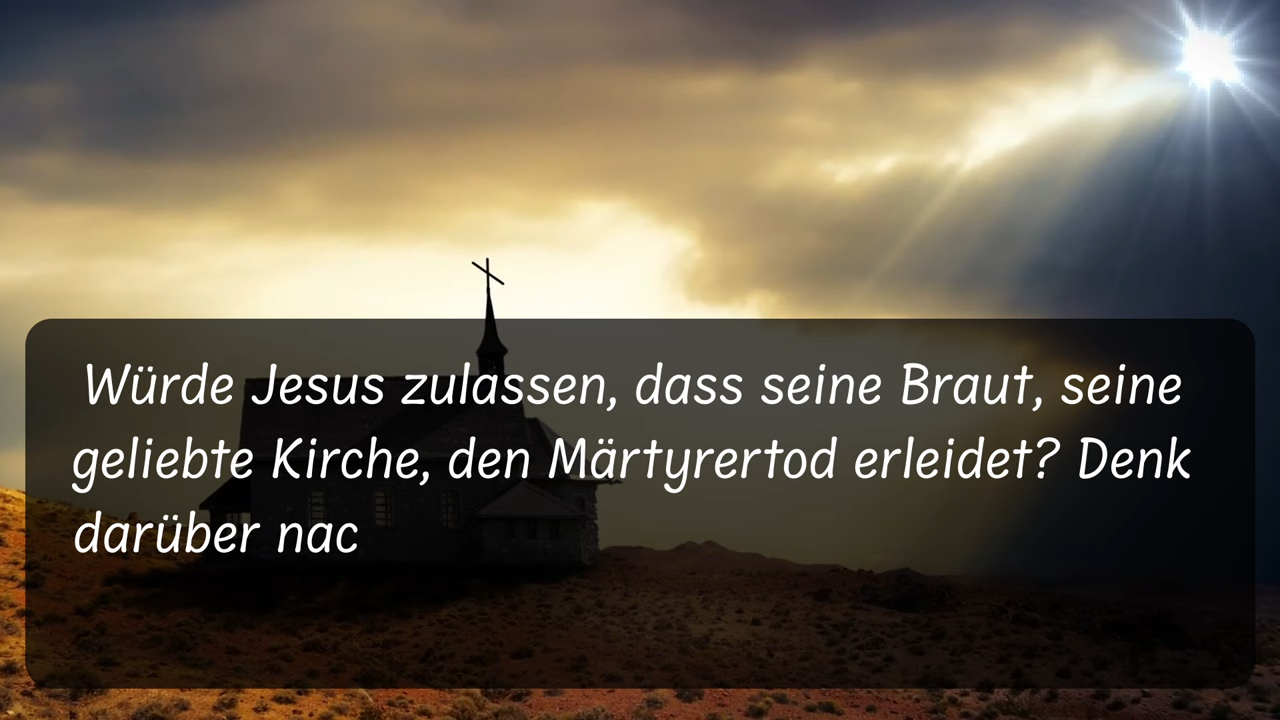 Würde Jesus zulassen, dass seine Braut, seine
geliebte Kirche, den Märtyrertod erleidet? Denk
darüber nac